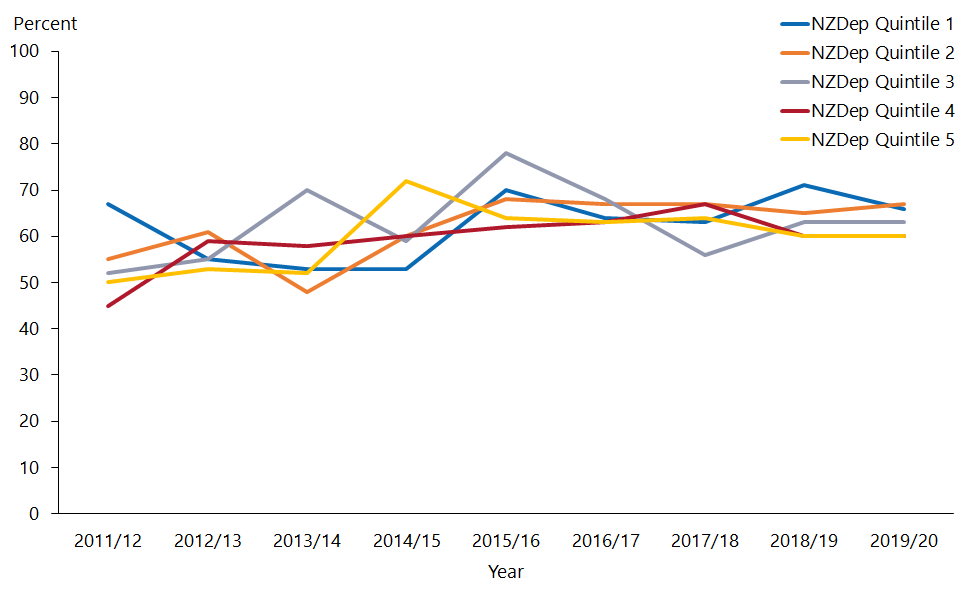 Percent
NZDep Quintile 1
NZDep Quintile 2
NZDep Quintile 3
NZDep Quintile 4
NZDep Quintile 5
100
90
80
70
60
50
40
30
20
10
0
2011/12 2012/13 2013/14 2014/15 2015/16 2016/17 2017/18 2018/19 2019/20
Year